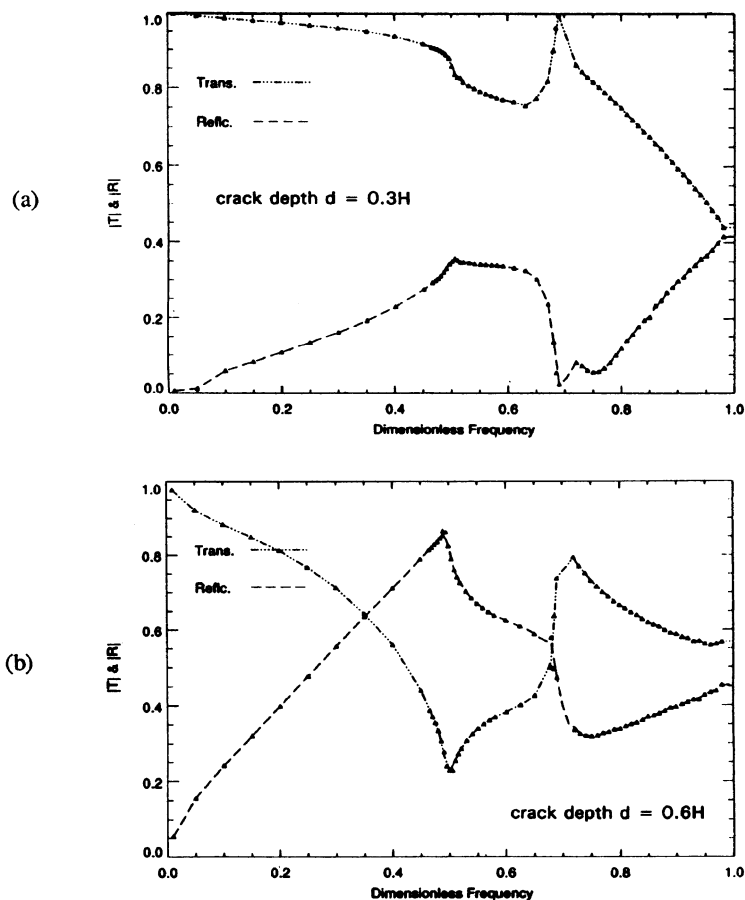 (a)
1.0
0.8
0.6
0.4
0.2
0.0
|T| & |R|
Trans.
Reflc.
crack depth d = 0.3H
0.0 0.2 0.4 0.6 0.8 1.0
Dimensionless Frequency
(b)
1.0
0.8
0.6
0.4
0.2
0.0
|T| & |R|
Trans.
Reflc.
crack depth d = 0.6H
0.0 0.2 0.4 0.6 0.8 1.0
Dimensionless Frequency